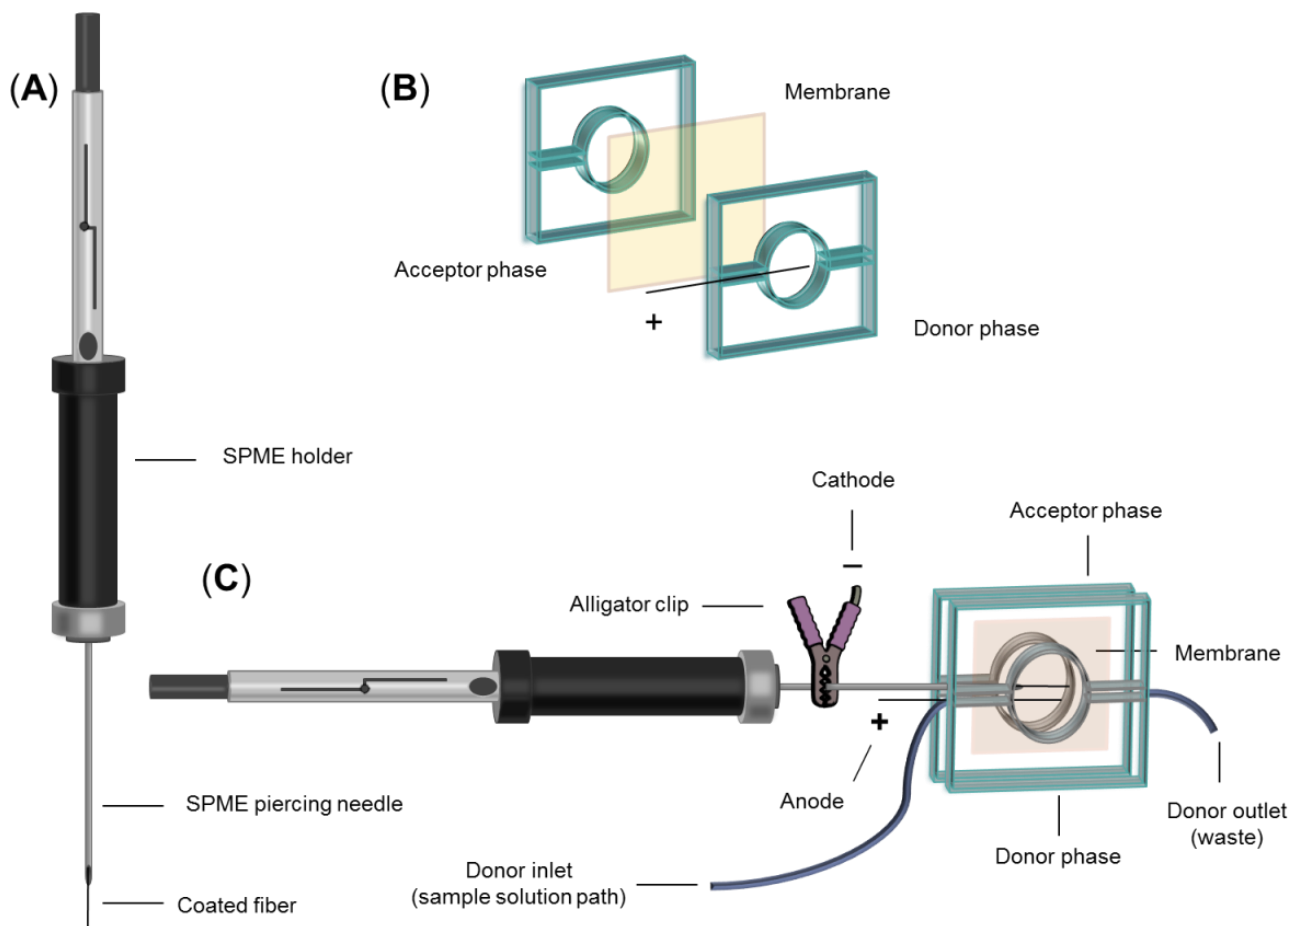 (A)
(B)
Membrane
Acceptor phase
+
Donor phase
SPME holder
(C)
Cathode
−
Acceptor phase
Alligator clip
Membrane
+
Anode
SPME piercing needle
Donor outlet
(waste)
Donor phase
Donor inlet
(sample solution path)
Coated fiber